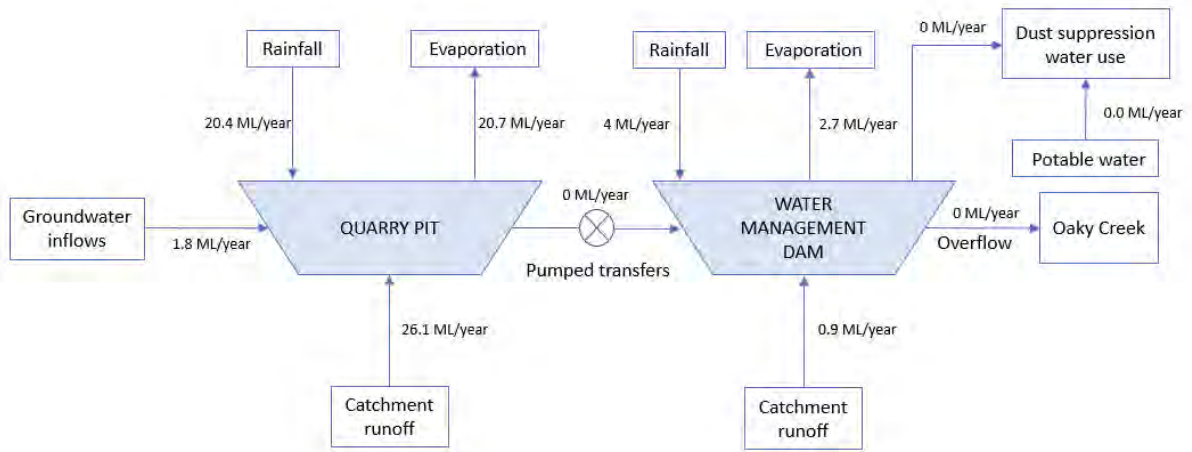 Rainfall
Evaporation
Rainfall
Evaporation
0 ML/year
Dust suppression
water use
20.4 ML/year
20.7 ML/year
4 ML/year
2.7 ML/year
0.0 ML/year
Potable water
Groundwater
inflows
1.8 ML/year
QUARRY PIT
0 ML/year
Pumped transfers
WATER
MANAGEMENT
DAM
0 ML/year
Overflow
Oaky Creek
26.1 ML/year
0.9 ML/year
Catchment
runoff
Catchment
runoff